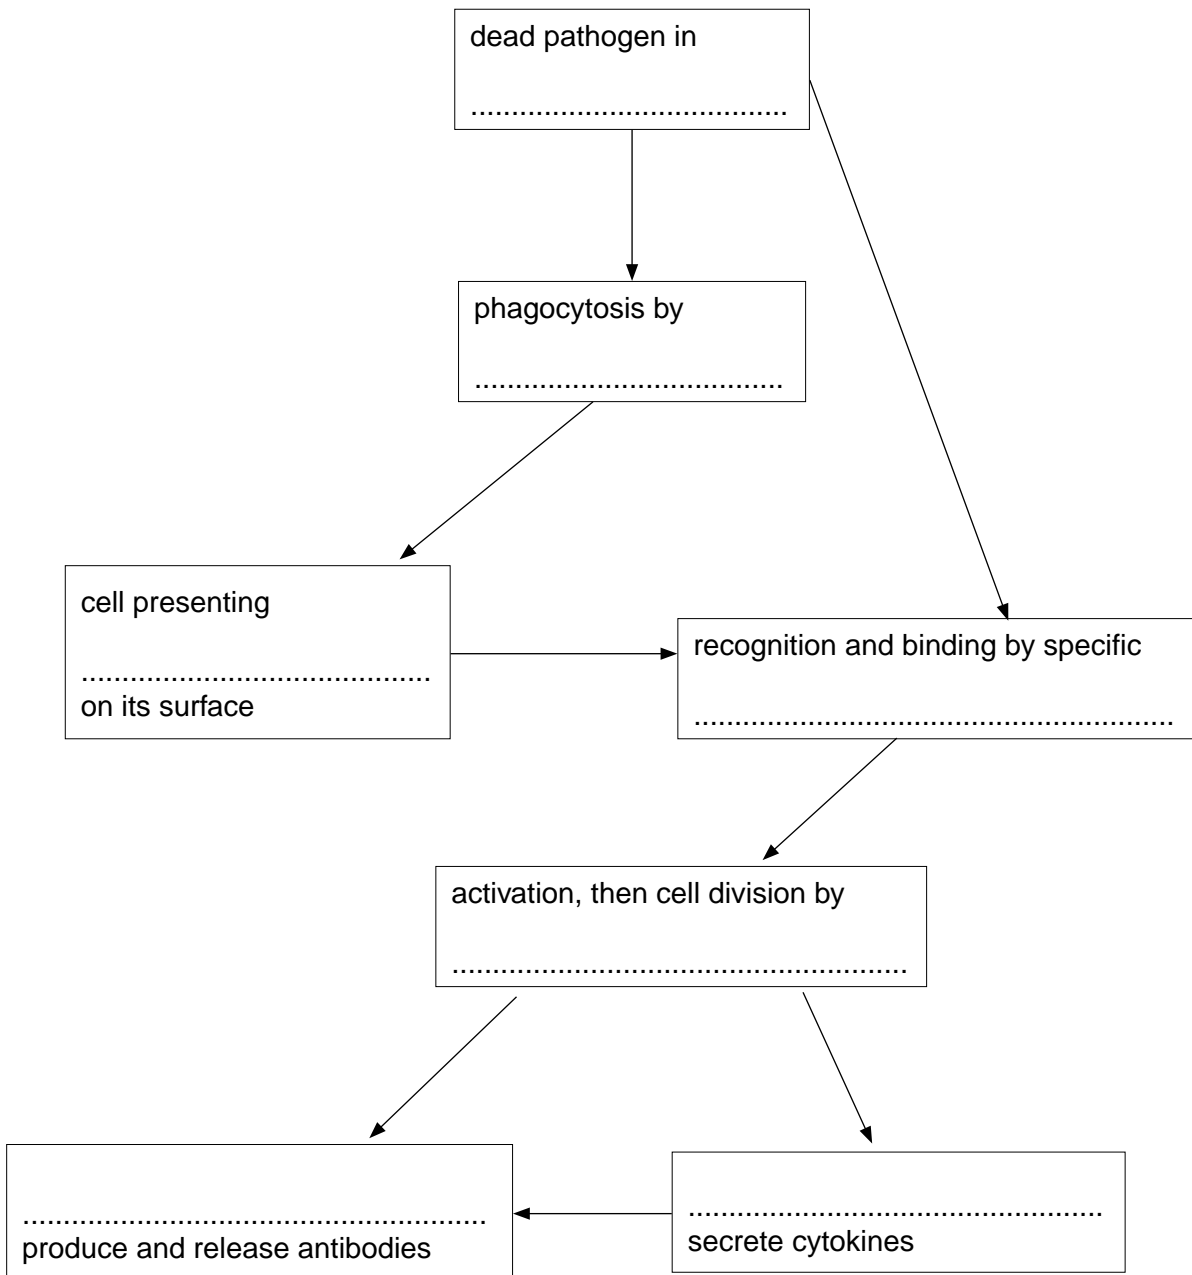 dead pathogen in
.......................................
phagocytosis by
......................................
cell presenting
...........................................
on its surface
recognition and binding by specific
...........................................................
activation, then cell division by
........................................................
.........................................................
produce and release antibodies
...................................................
secrete cytokines